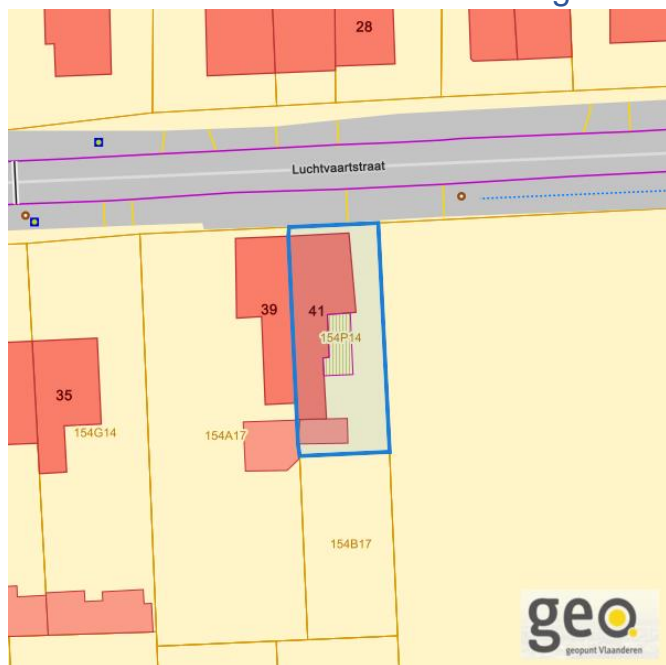 28
Luchtvaartstraat
39
41
154P14
35
154G14
154A17
154B17
geo.
geopunt Vlaanderen